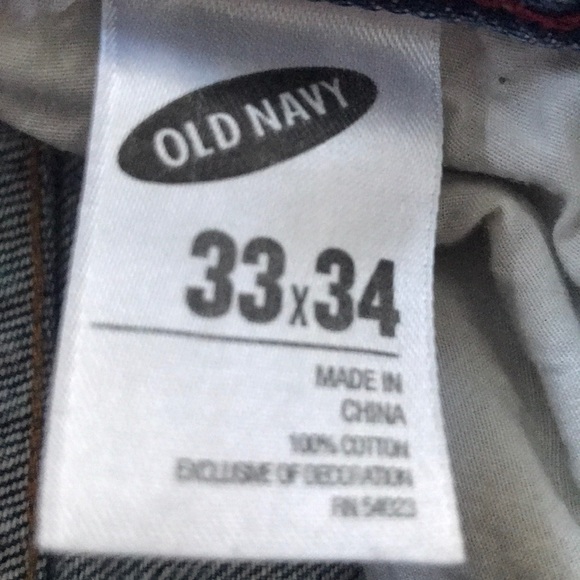 OLD NAVY
33x34
MADE IN
CHINA
100% COTTON
EXCLUSIVE OF DECORATION
RN 54023